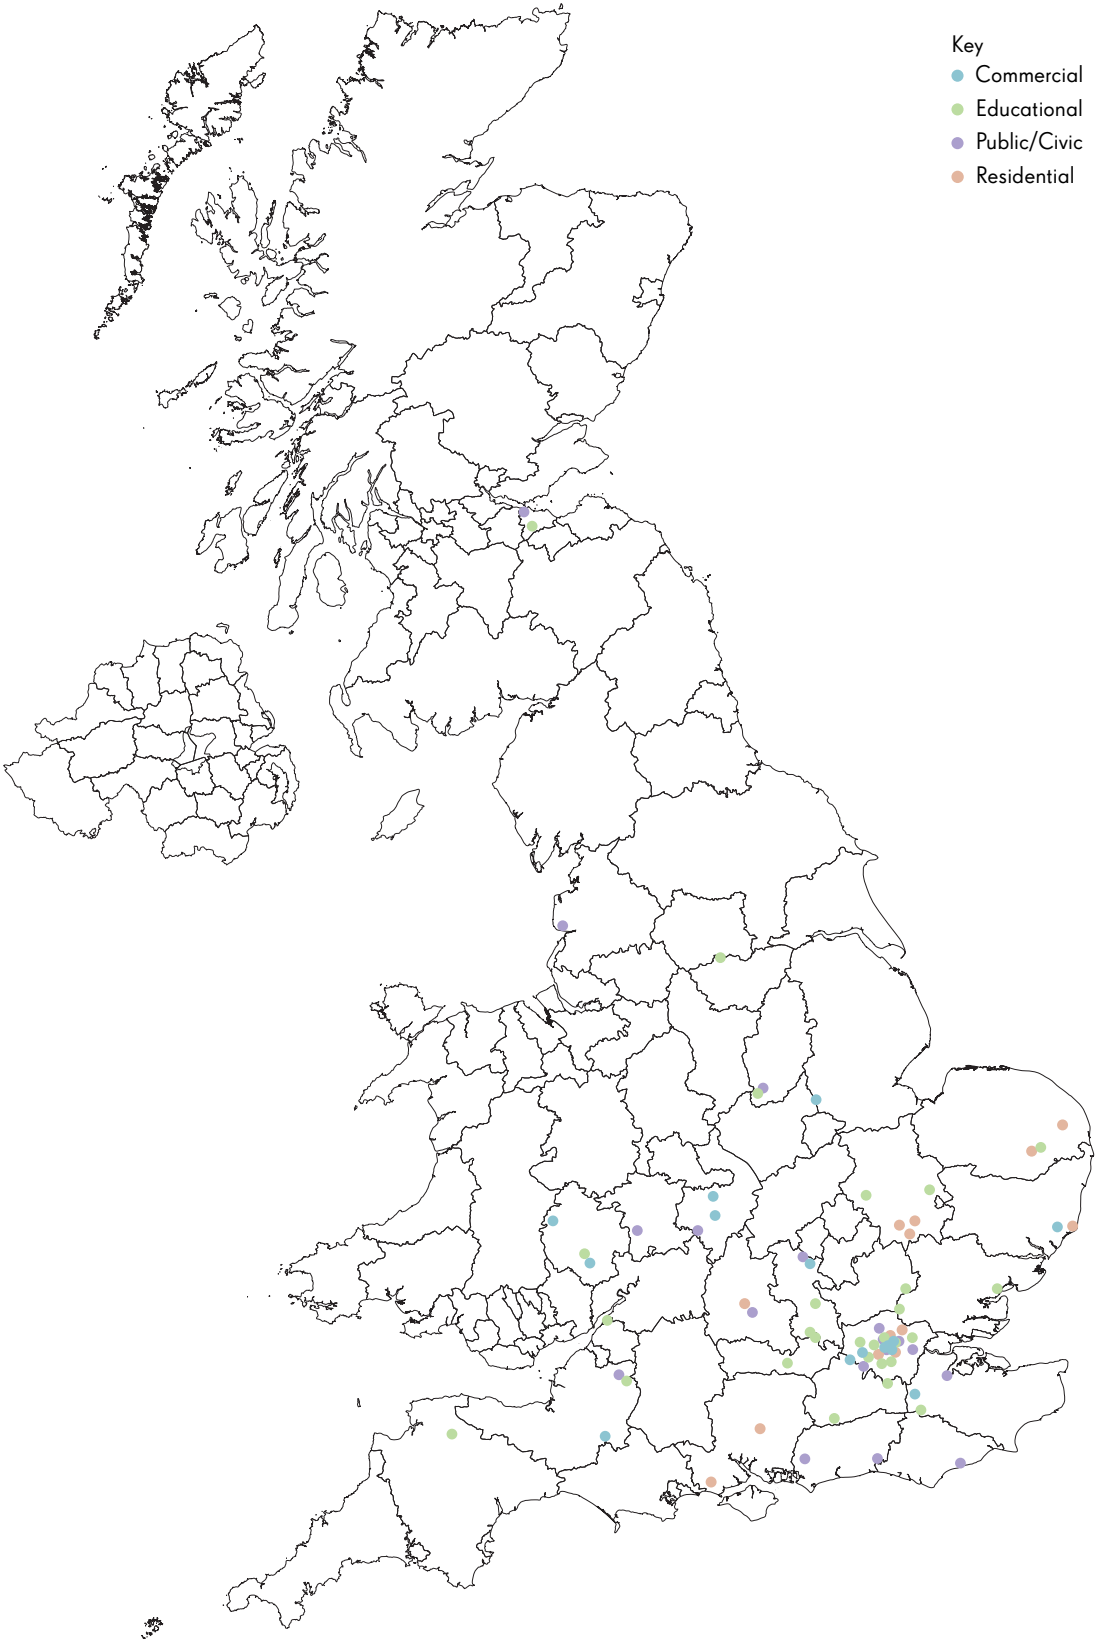 Key
Commercial
Educational
Public/Civic
Residential